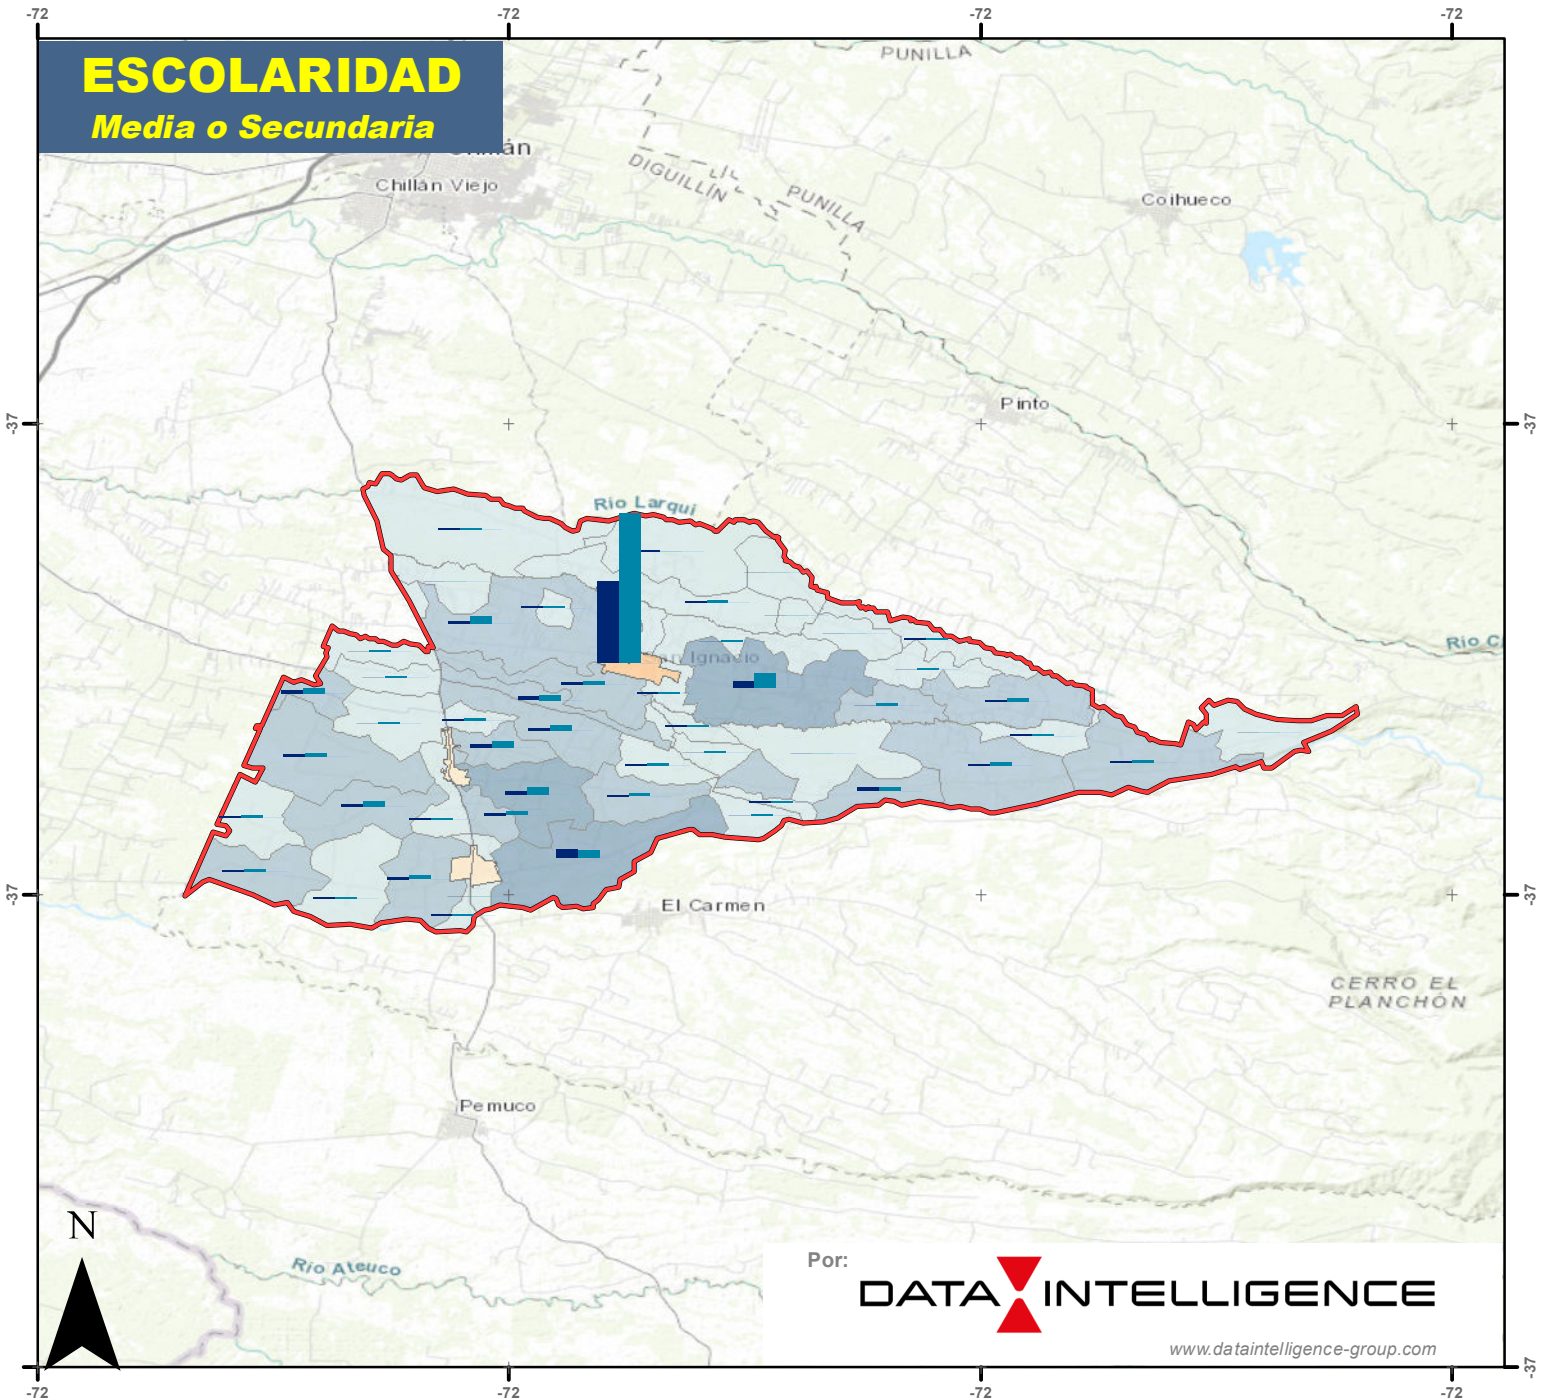 -72 -72 -72 -72
ESCOLARIDAD
Media o Secundaria
PUNILLA
Chillán Viejo
DIGUILLÍN
PUNILLA
Coihueco
Pinto
-37 -37
Río Larqui
an Ignacio
Río C
-37 -37
El Carmen
CERRO EL
PLANCHÓN
Pemuco
N
Río Ateuco
Por:
DATA INTELLIGENCE
www.dataintelligence-group.com
-37
-72 -72 -72 -72